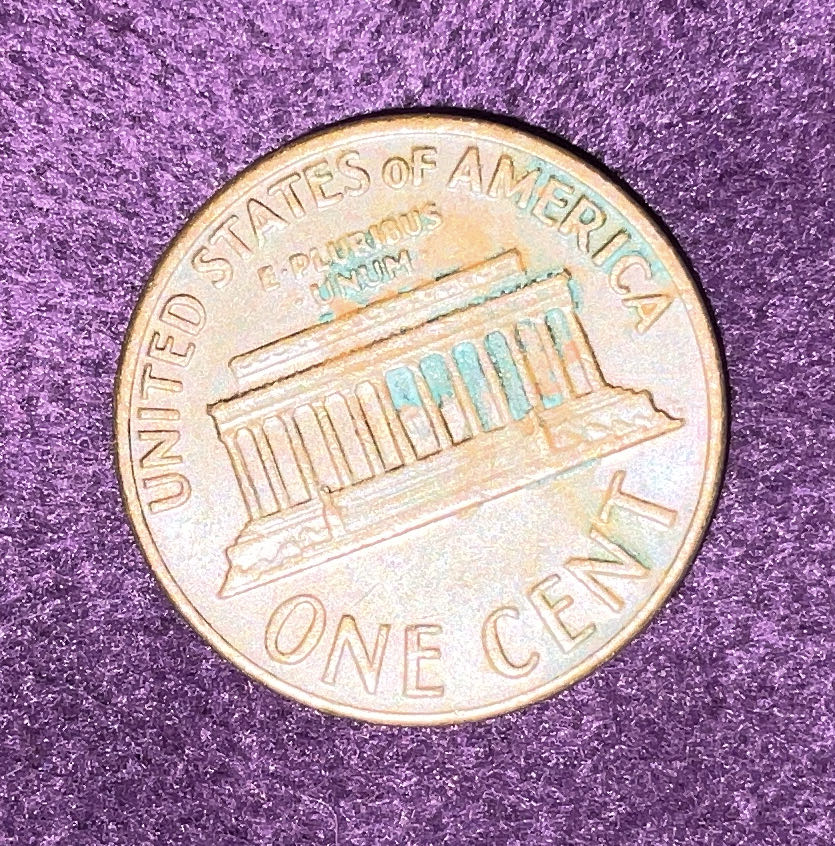 UNITED STATES OF AMERICA
E·PLURIBUS
·UNUM·
ONE CENT